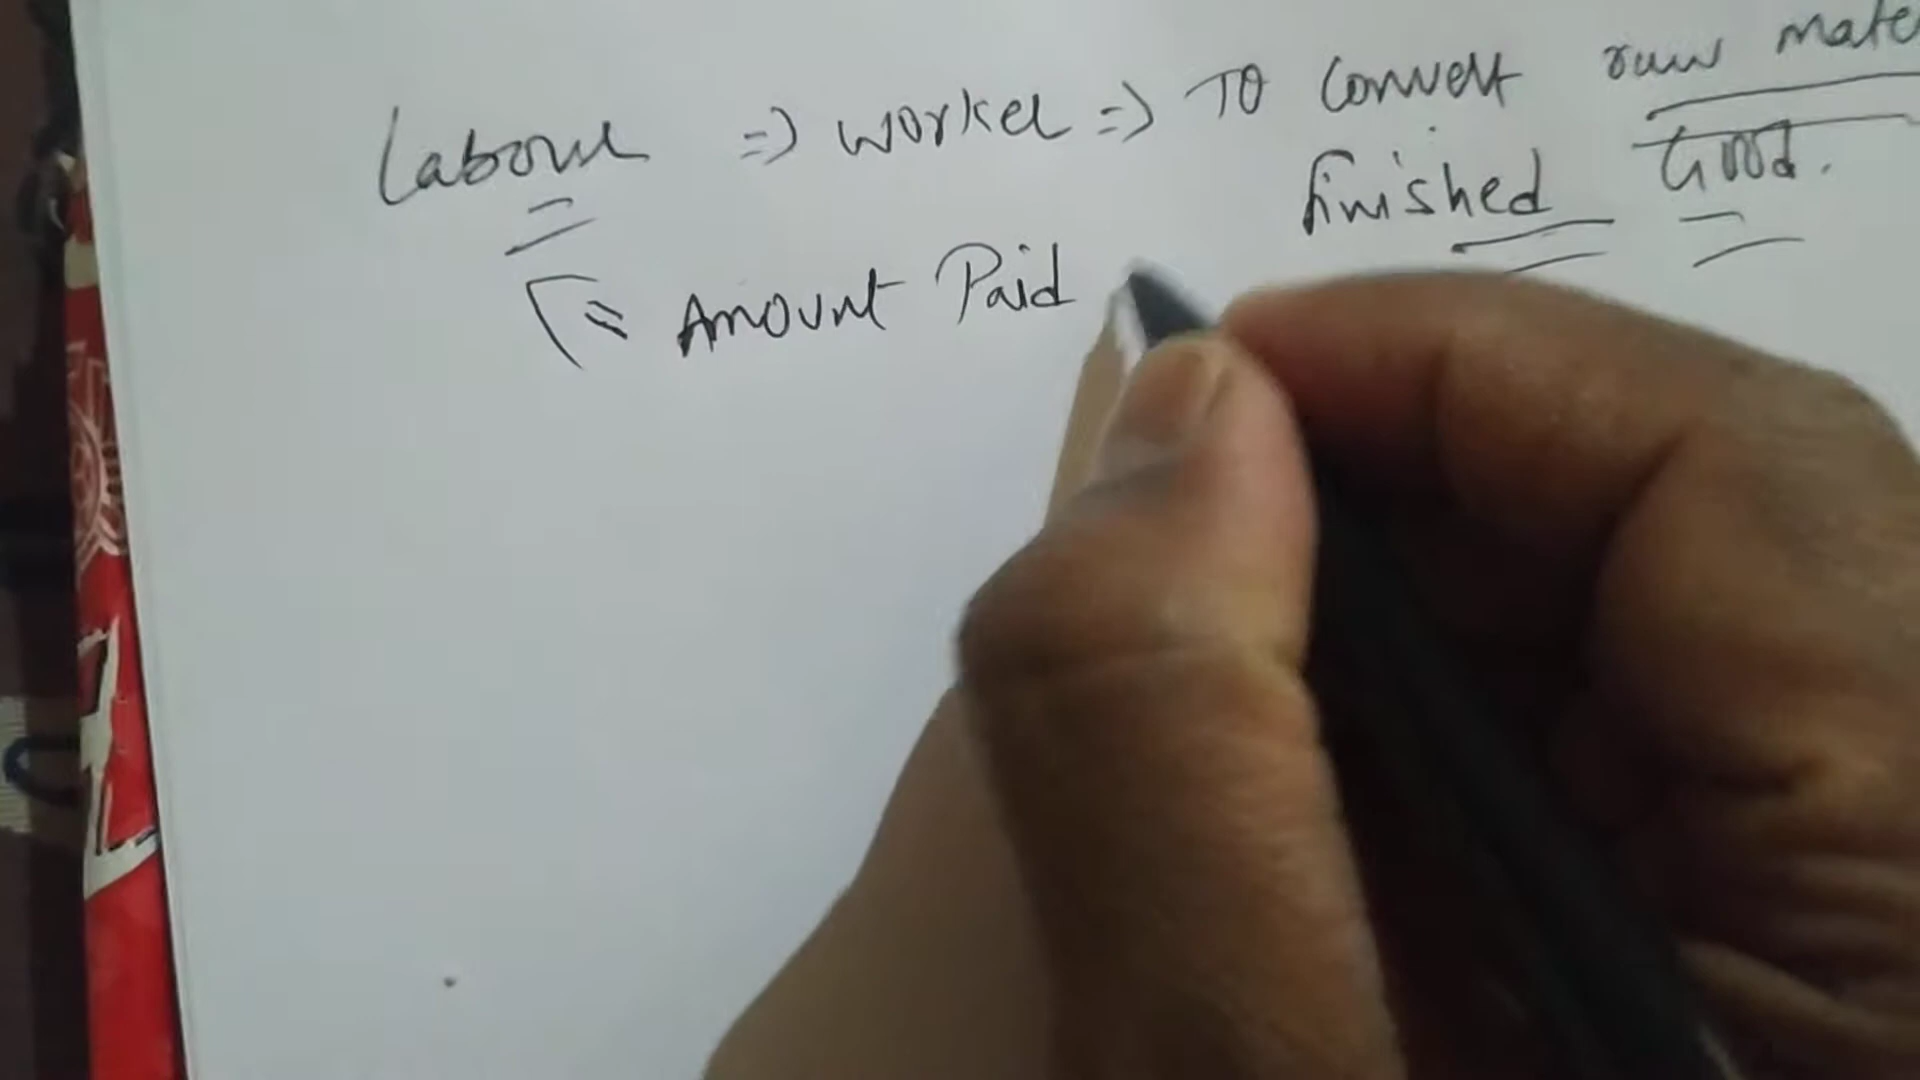 Labour => worker => To Convert raw mate
finished Good.
Amount Paid